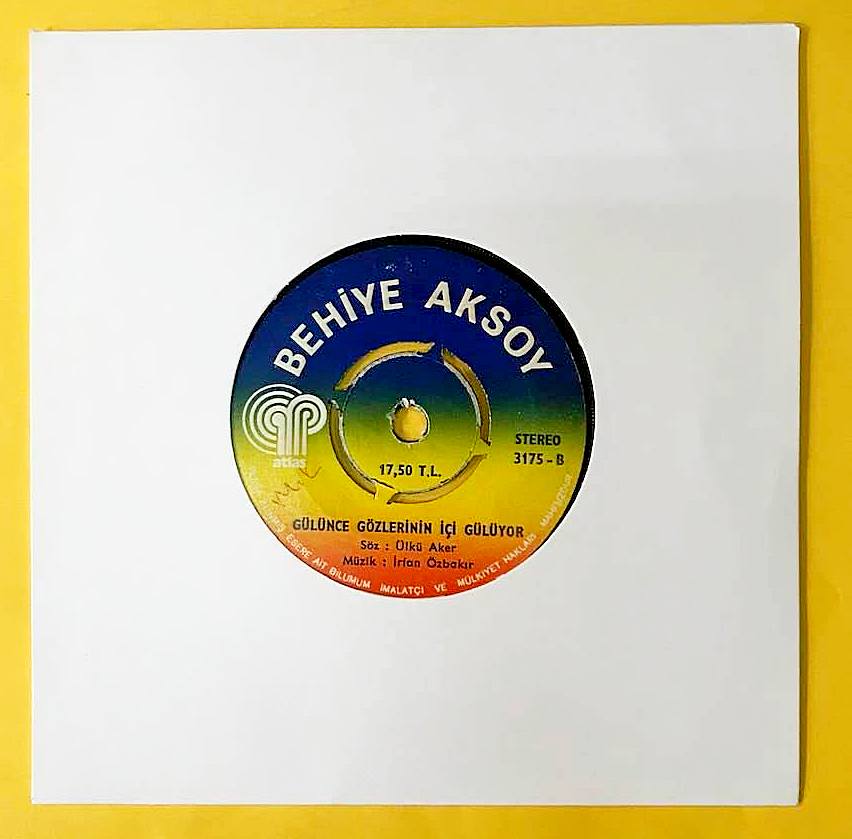 BEHİYE AKSOY
atlas
STEREO
3175 - B
17,50 T.L.
GÜLÜNCE GÖZLERİNİN İÇİ GÜLÜYOR
Söz : Ülkü Aker
Müzik : İrfan Özbakır
ESERE AİT BİLUMUM İMALATÇI VE MÜLKİYET HAKLARI MAHFUZDUR